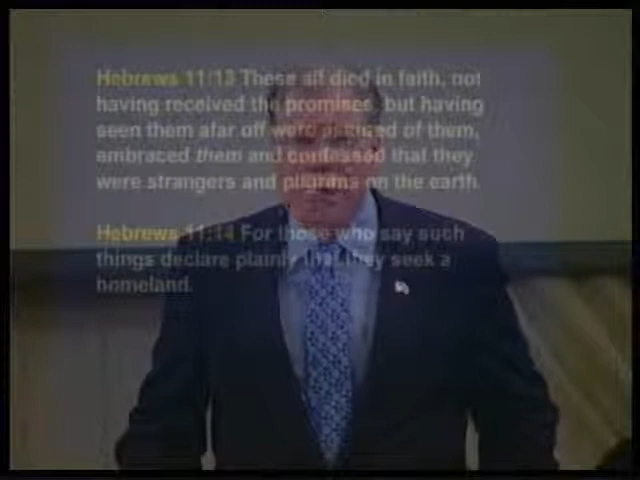 Hebrews 11:13 These all died in faith, not
having received the promises, but having
seen them afar off were assured of them,
embraced them and confessed that they
were strangers and pilgrims on the earth.
Hebrews 11:14 For those who say such
things declare plainly that they seek a
homeland.